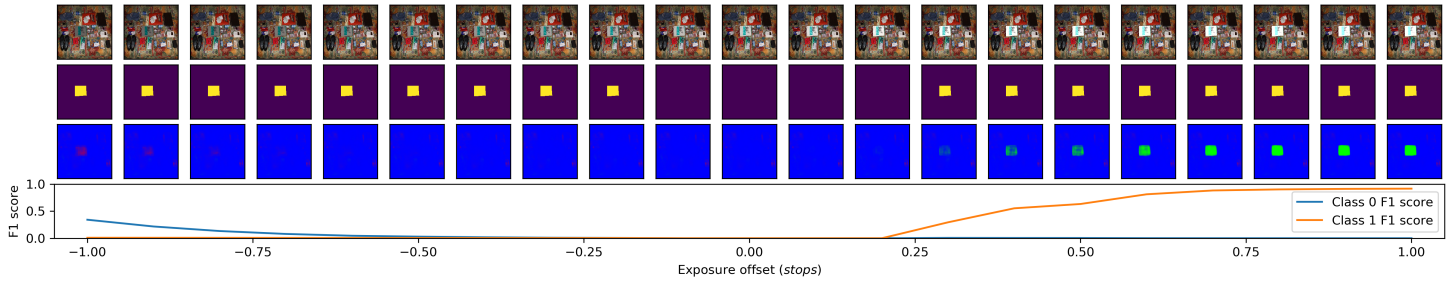 1.0
0.5
0.0
F1 score
Class 0 F1 score
Class 1 F1 score
−1.00 −0.75 −0.50 −0.25 0.00 0.25 0.50 0.75 1.00
Exposure offset (stops)